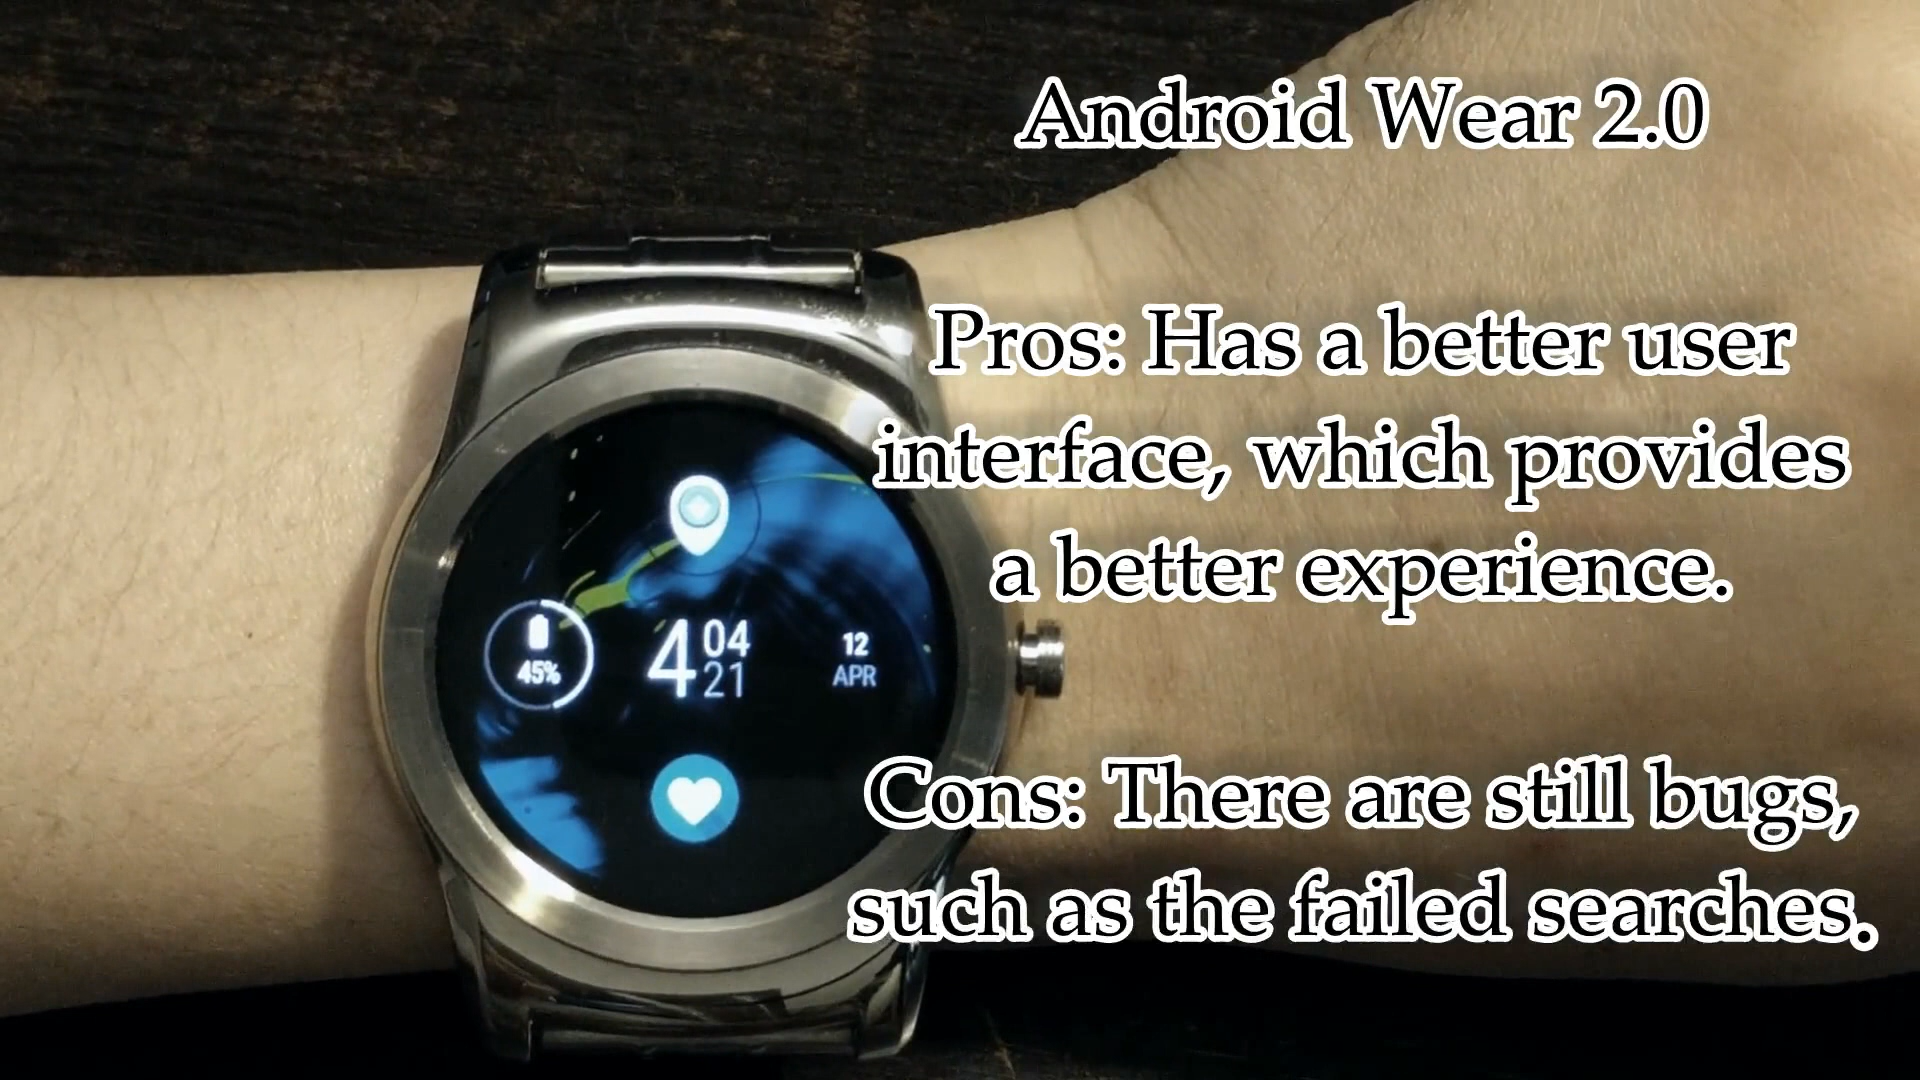 Android Wear 2.0
Pros: Has a better user
interface, which provides
a better experience.
Cons: There are still bugs,
such as the failed searches.
45%
4 04
21
12
APR